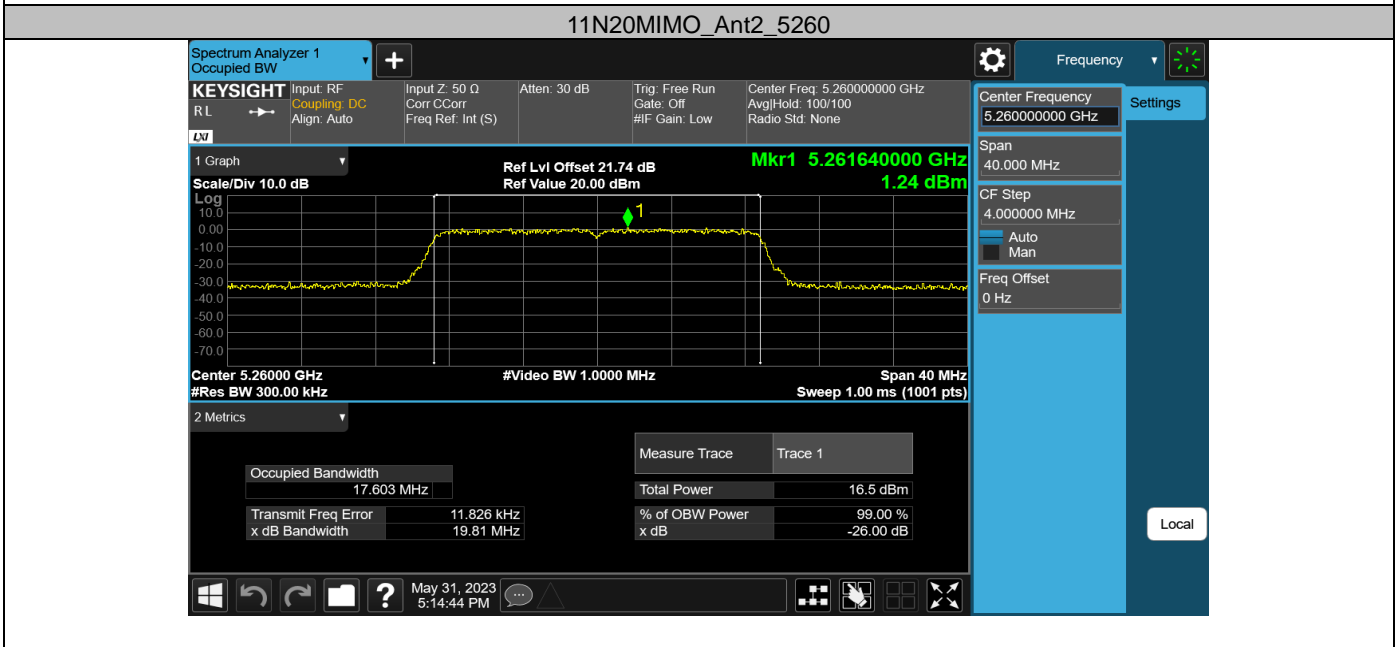 11N20MIMO_Ant2_5260
Spectrum Analyzer 1
Occupied BW
+
Frequency
KEYSIGHT
R L
LXI
Input: RF
Coupling: DC
Align: Auto
Input Z: 50 Ω
Corr CCorr
Freq Ref: Int (S)
Atten: 30 dB
Trig: Free Run
Gate: Off
#IF Gain: Low
Center Freq: 5.260000000 GHz
Avg|Hold: 100/100
Radio Std: None
Center Frequency
5.260000000 GHz
Settings
Span
40.000 MHz
CF Step
4.000000 MHz
Auto
Man
Freq Offset
0 Hz
Local
1 Graph
Scale/Div 10.0 dB
Ref Lvl Offset 21.74 dB
Ref Value 20.00 dBm
Mkr1 5.261640000 GHz
1.24 dBm
Log
10.0
0.00
-10.0
-20.0
-30.0
-40.0
-50.0
-60.0
-70.0
1
Center 5.26000 GHz
#Res BW 300.00 kHz
#Video BW 1.0000 MHz
Span 40 MHz
Sweep 1.00 ms (1001 pts)
2 Metrics
Measure Trace Trace 1
Occupied Bandwidth
17.603 MHz
Total Power 16.5 dBm
Transmit Freq Error 11.826 kHz
% of OBW Power 99.00 %
x dB Bandwidth 19.81 MHz
x dB -26.00 dB
?
May 31, 2023
5:14:44 PM